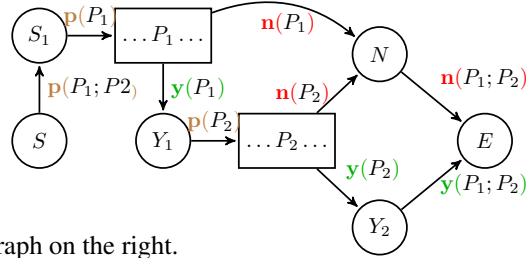 p(P₁)
n(P₁)
S₁
... P₁ ...
N
p(P₁; P2)
y(P₁)
n(P₂)
n(P₁; P₂)
p(P₂)
S
Y₁
... P₂ ...
E
y(P₂)
y(P₁; P₂)
Y₂
raph on the right.